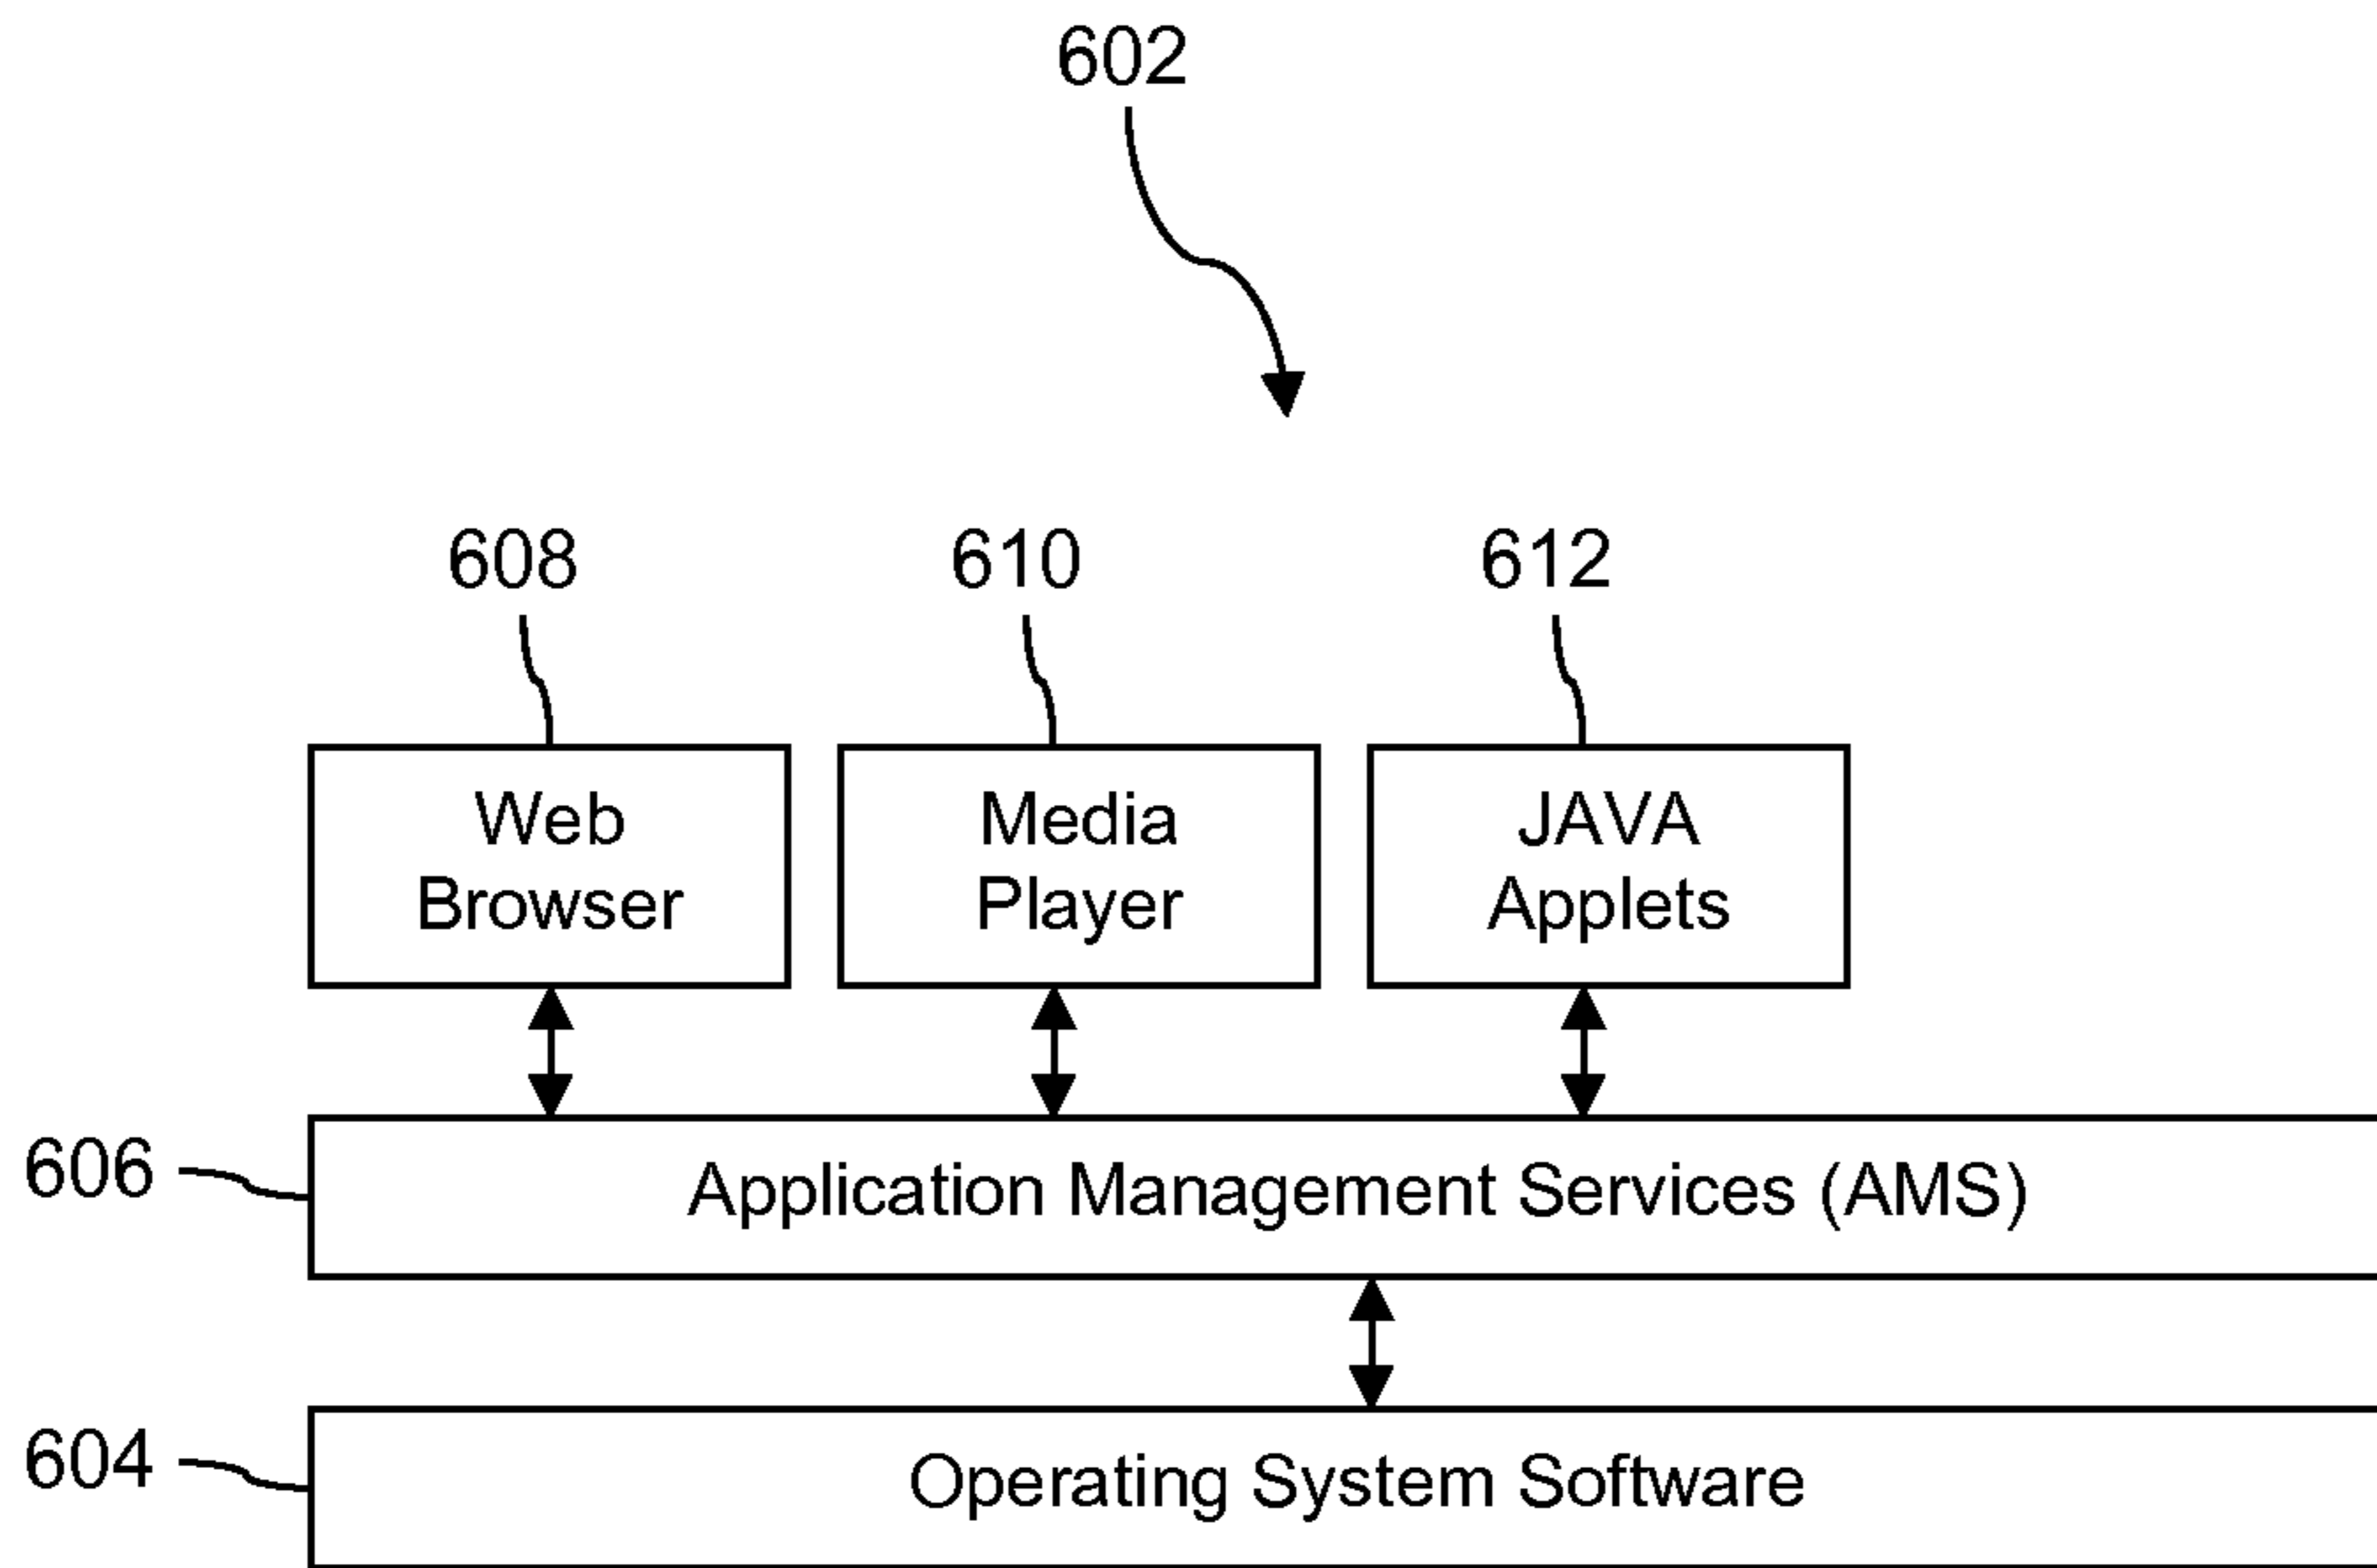 602
608
610
612
Web
Browser
Media
Player
JAVA
Applets
606
Application Management Services (AMS)
604
Operating System Software